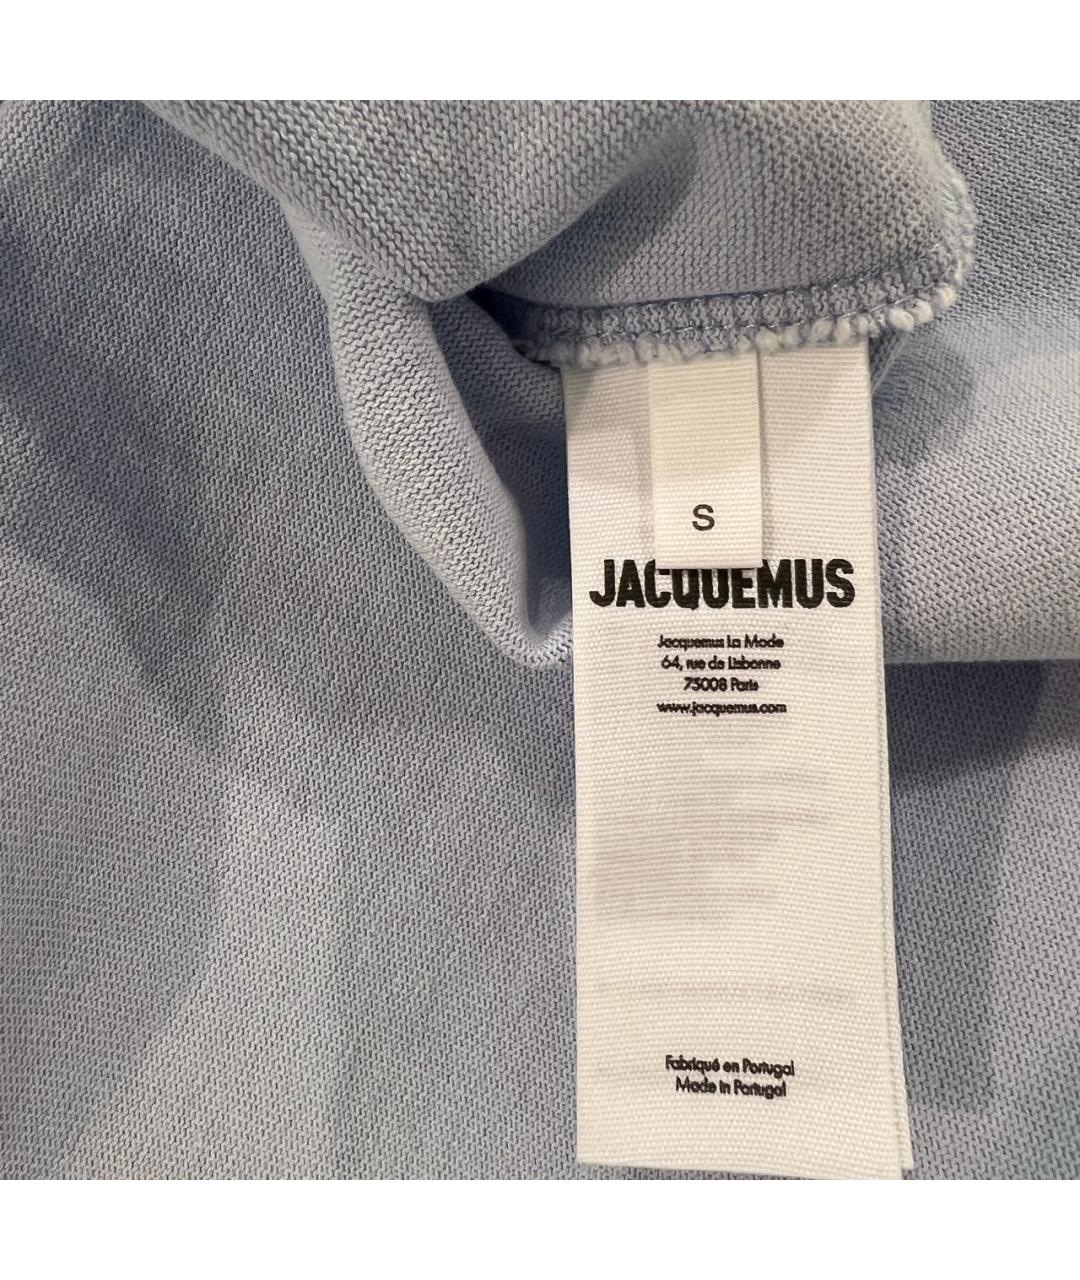 S
JACQUEMUS
Jacquemus La Mode
64, rue de Lisbonne
75008 Paris
www.jacquemus.com
Fabriqué en Portugal
Made in Portugal